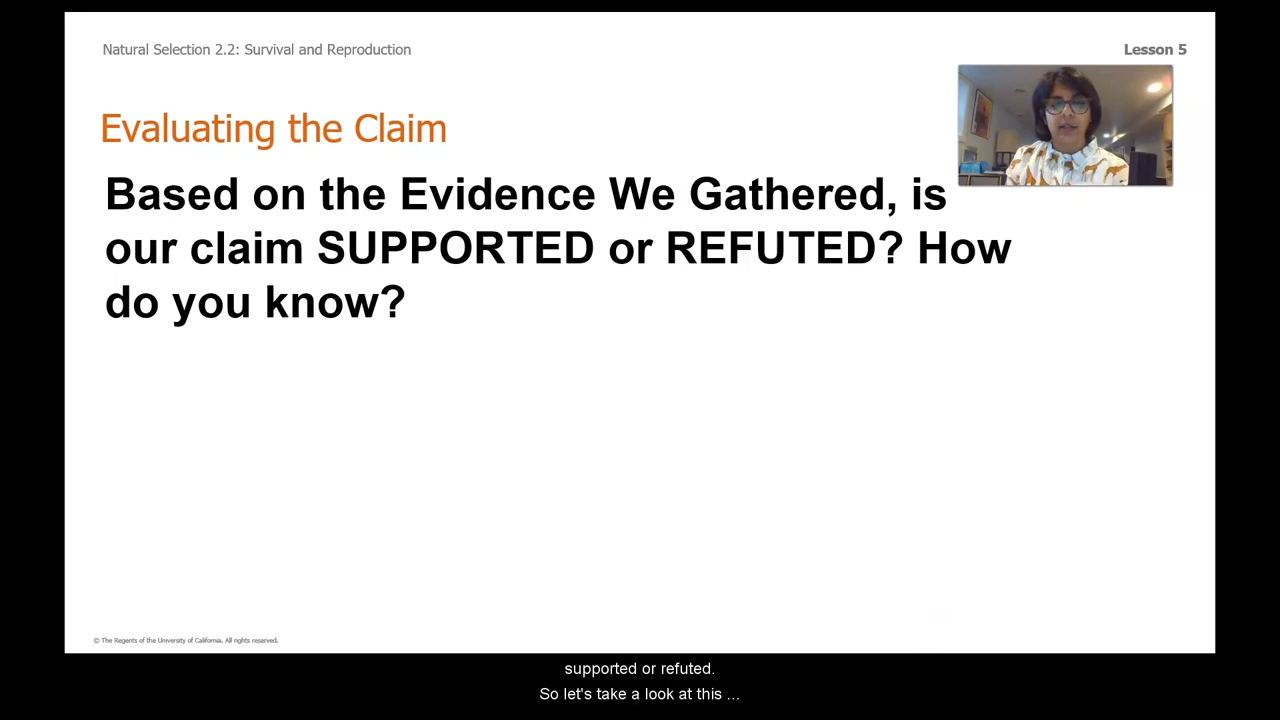 Natural Selection 2.2: Survival and Reproduction
Lesson 5
Evaluating the Claim
Based on the Evidence We Gathered, is
our claim SUPPORTED or REFUTED? How
do you know?
© The Regents of the University of California. All rights reserved.
supported or refuted.
So let's take a look at this ...